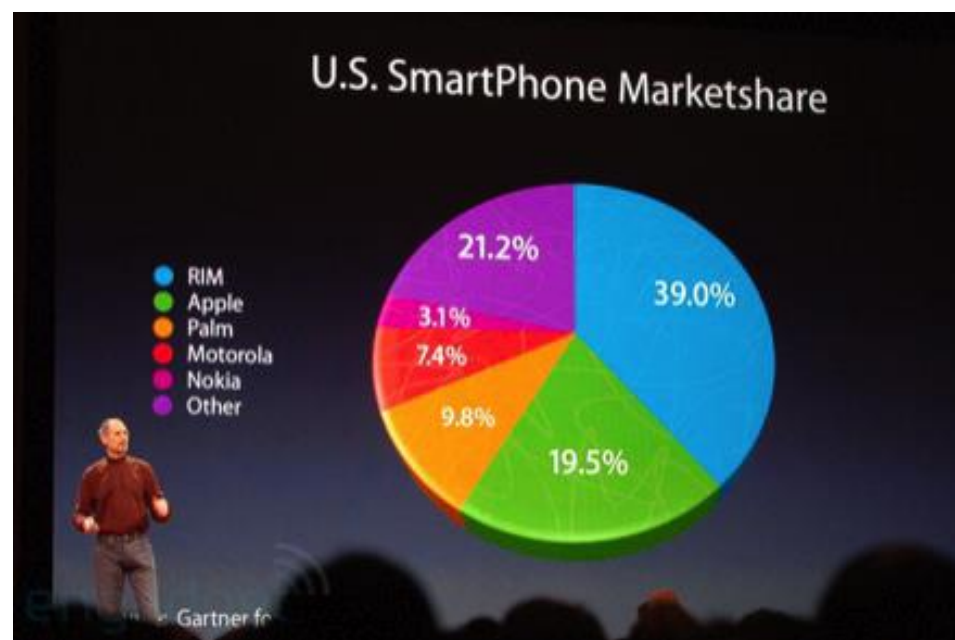 U.S. SmartPhone Marketshare
21.2%
39.0%
3.1%
7.4%
9.8%
19.5%
RIM
Apple
Palm
Motorola
Nokia
Other
Gartner fo